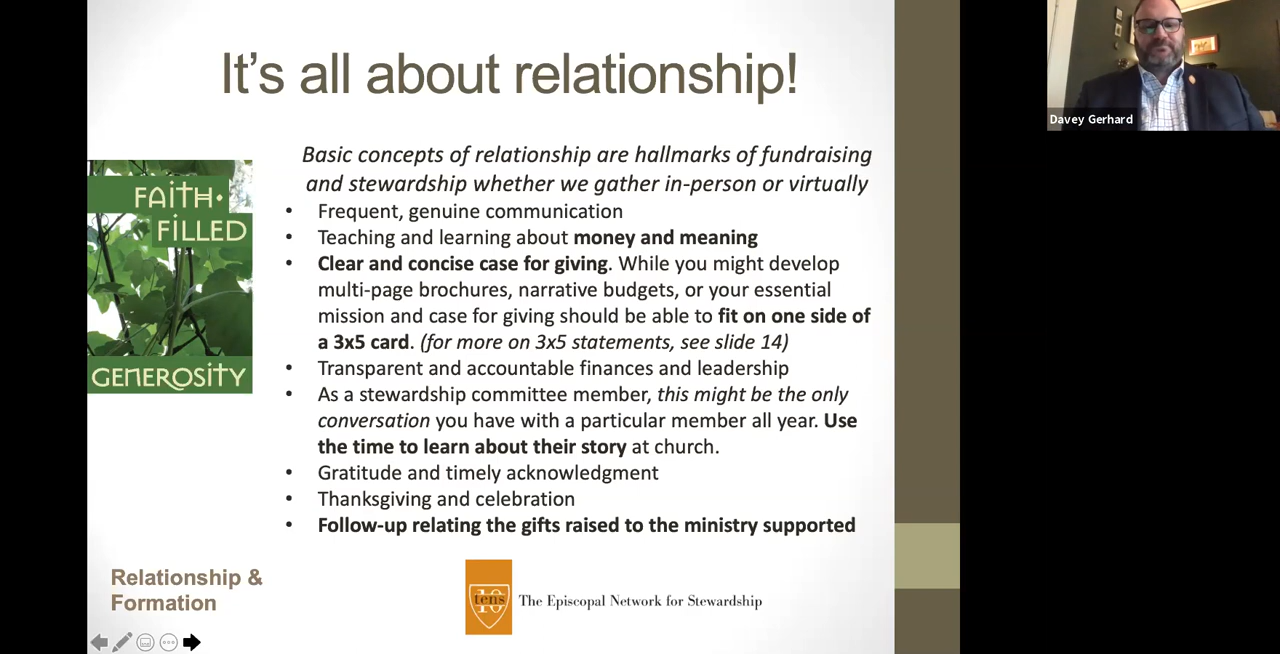 It's all about relationship!
Davey Gerhard
FAITH·
FILLED
GENEROSITY
Basic concepts of relationship are hallmarks of fundraising
and stewardship whether we gather in-person or virtually
• Frequent, genuine communication
• Teaching and learning about money and meaning
• Clear and concise case for giving. While you might develop
multi-page brochures, narrative budgets, or your essential
mission and case for giving should be able to fit on one side of
a 3x5 card. (for more on 3x5 statements, see slide 14)
• Transparent and accountable finances and leadership
• As a stewardship committee member, this might be the only
conversation you have with a particular member all year. Use
the time to learn about their story at church.
• Gratitude and timely acknowledgment
• Thanksgiving and celebration
• Follow-up relating the gifts raised to the ministry supported
Relationship &
Formation
tens
10
The Episcopal Network for Stewardship